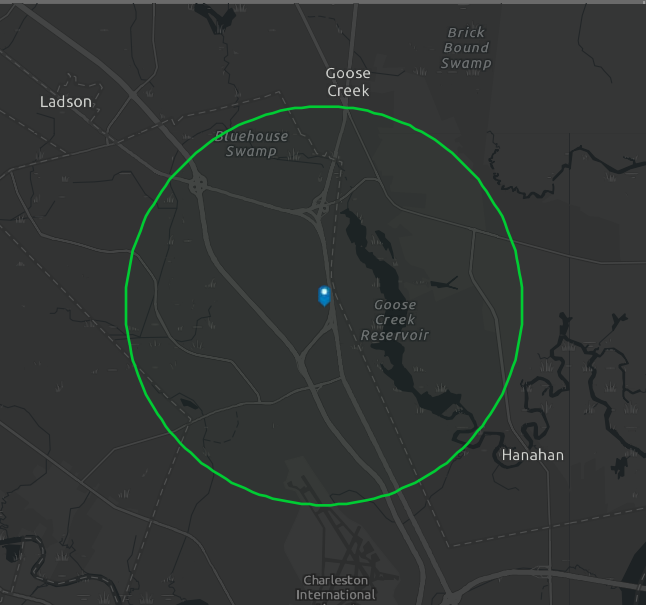 Brick
Bound
Swamp
Goose
Creek
Ladson
Bluehouse
Swamp
Goose
Creek
Reservoir
Hanahan
Charleston
International